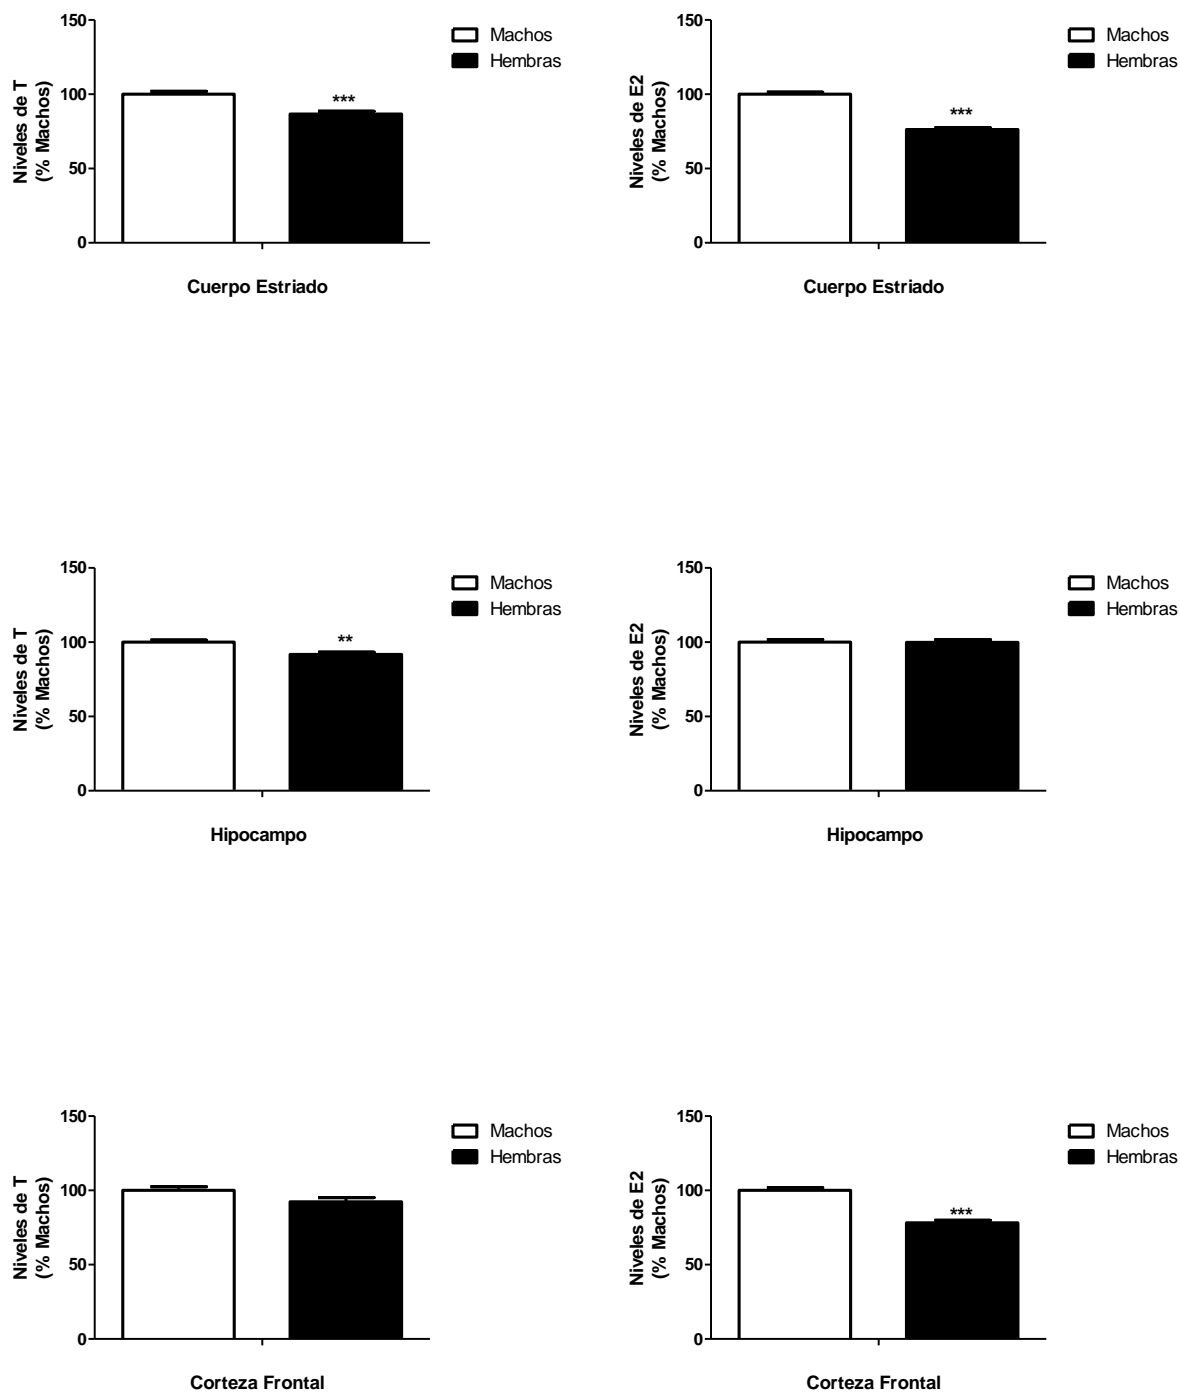 Niveles de T
(% Machos)
150
100
50
0
***
Machos
Hembras
Cuerpo Estriado
Niveles de E2
(% Machos)
150
100
50
0
***
Machos
Hembras
Cuerpo Estriado
Niveles de T
(% Machos)
150
100
50
0
**
Machos
Hembras
Hipocampo
Niveles de E2
(% Machos)
150
100
50
0
Machos
Hembras
Hipocampo
Niveles de T
(% Machos)
150
100
50
0
Machos
Hembras
Corteza Frontal
Niveles de E2
(% Machos)
150
100
50
0
***
Machos
Hembras
Corteza Frontal